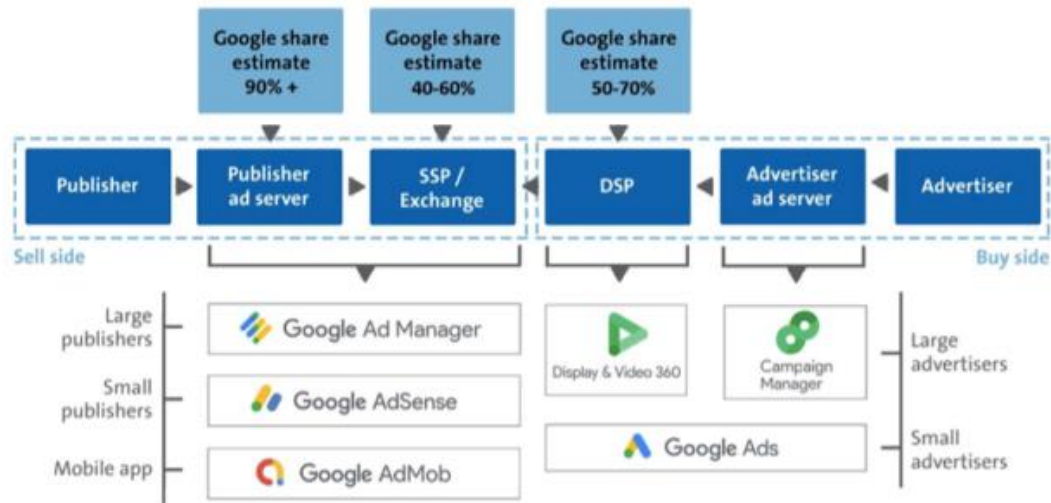 Google share
estimate
90% +
Google share
estimate
40-60%
Google share
estimate
50-70%
Publisher
Publisher
ad server
SSP /
Exchange
DSP
Advertiser
ad server
Advertiser
Sell side
Buy side
Large
publishers
Google Ad Manager
Display & Video 360
Campaign
Manager
Large
advertisers
Small
publishers
Google AdSense
Google Ads
Small
advertisers
Mobile app
Google AdMob